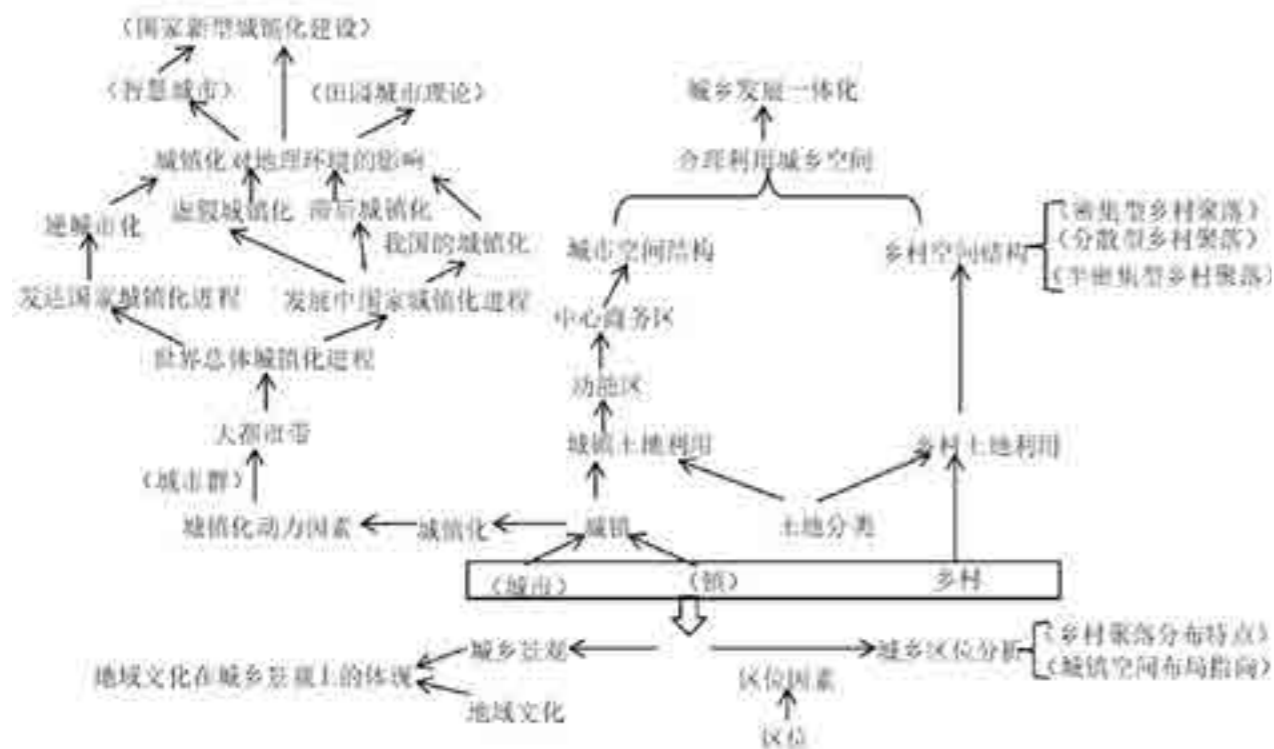 （国家新型城镇化建设）
（智慧城市）
（田园城市理论）
城乡发展一体化
城镇化对地理环境的影响
合理利用城乡空间
逆城市化
虚假城镇化
滞后城镇化
我国的城镇化
城市空间结构
乡村空间结构
（密集型乡村聚落）
（分散型乡村聚落）
（半密集型乡村聚落）
发达国家城镇化进程
发展中国家城镇化进程
中心商务区
世界总体城镇化进程
功能区
大都市带
城镇土地利用
乡村土地利用
（城市群）
城镇化动力因素
城镇化
城镇
土地分类
（城市）
（镇）
乡村
城乡景观
城乡区位分析
（乡村聚落分布特点）
（城镇空间布局指向）
地域文化在城乡景观上的体现
区位因素
地域文化
区位